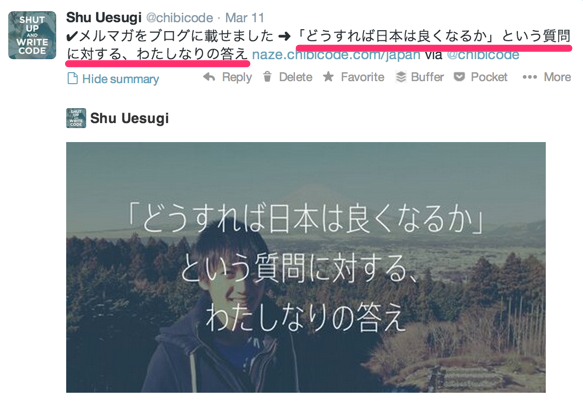 SHUT UP AND WRITE CODE
Shu Uesugi @chibicode · Mar 11
✔メルマガをブログに載せました ➜ 「どうすれば日本は良くなるか」という質問
に対する、わたしなりの答え naze.chibicode.com/japan via @chibicode
Hide summary Reply Delete Favorite Buffer Pocket ••• More
Shu Uesugi
「どうすれば日本は良くなるか」
という質問に対する、
わたしなりの答え